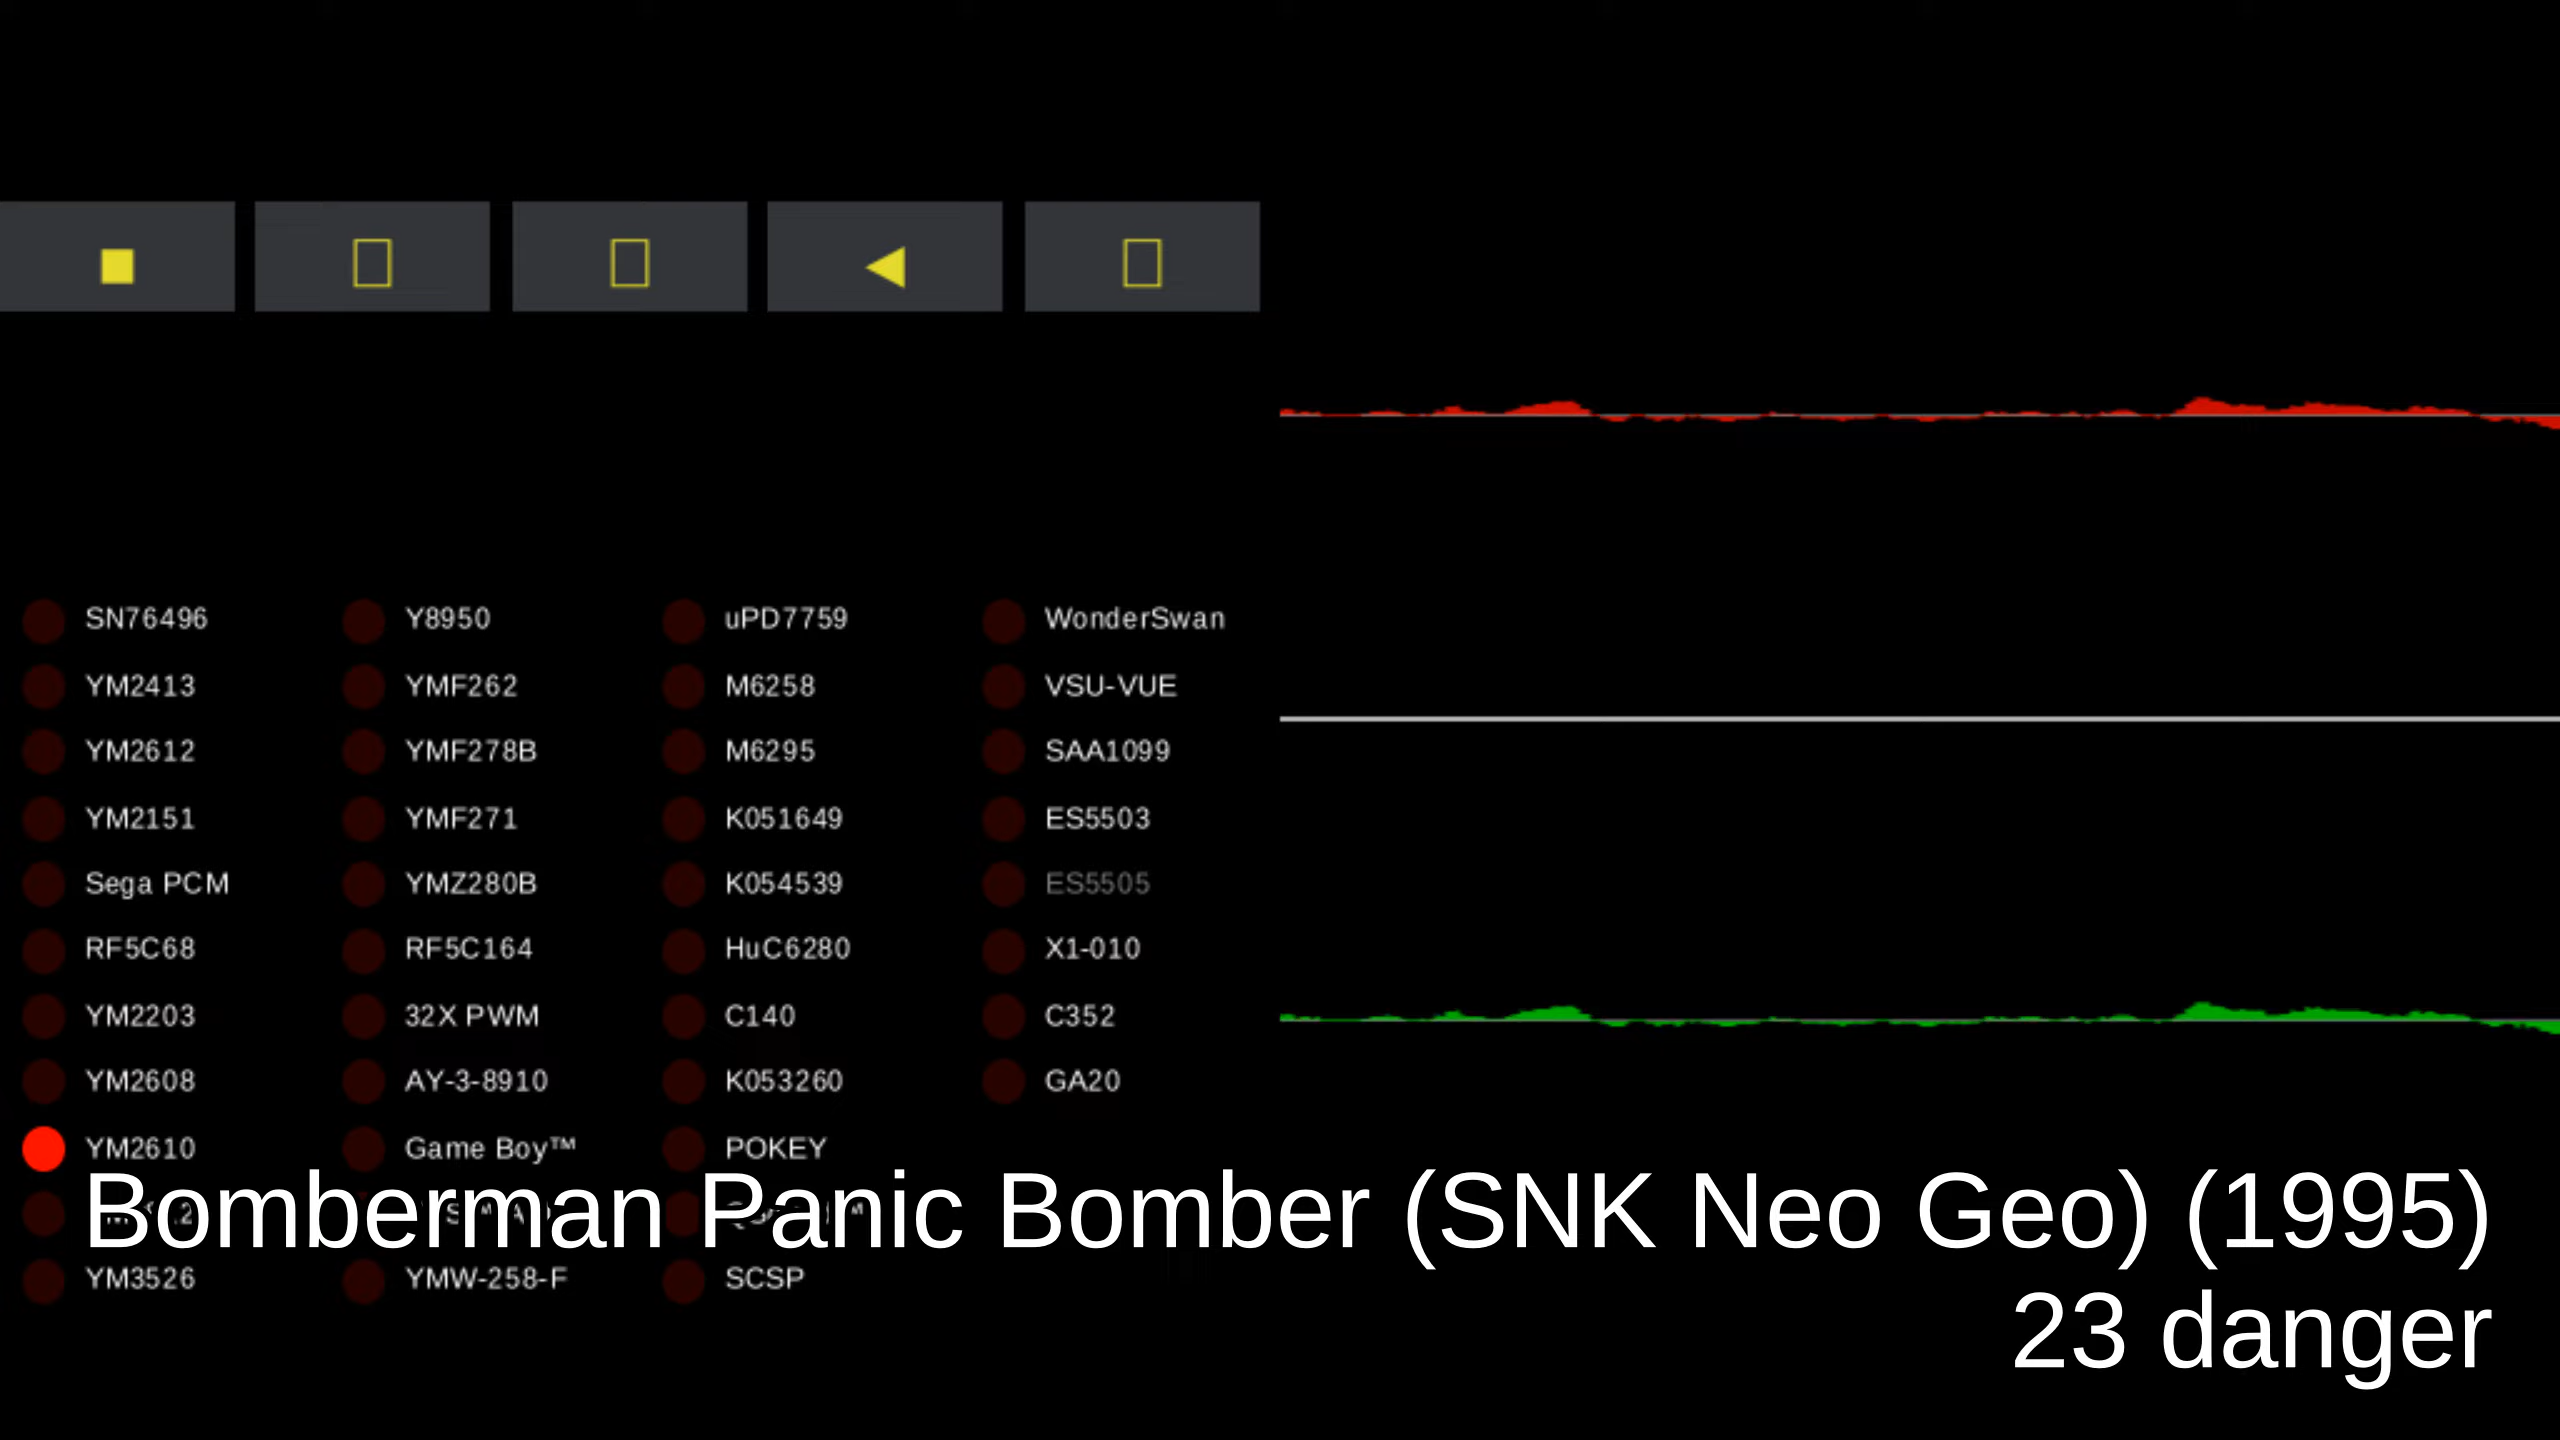 SN76496 Y8950 uPD7759 WonderSwan
YM2413 YMF262 M6258 VSU-VUE
YM2612 YMF278B M6295 SAA1099
YM2151 YMF271 K051649 ES5503
Sega PCM YMZ280B K054539 ES5505
RF5C68 RF5C164 HuC6280 X1-010
YM2203 32X PWM C140 C352
YM2608 AY-3-8910 K053260 GA20
YM2610 Game Boy™ POKEY
YM3526 YMW-258-F SCSP
Bomberman Panic Bomber (SNK Neo Geo) (1995)
23 danger